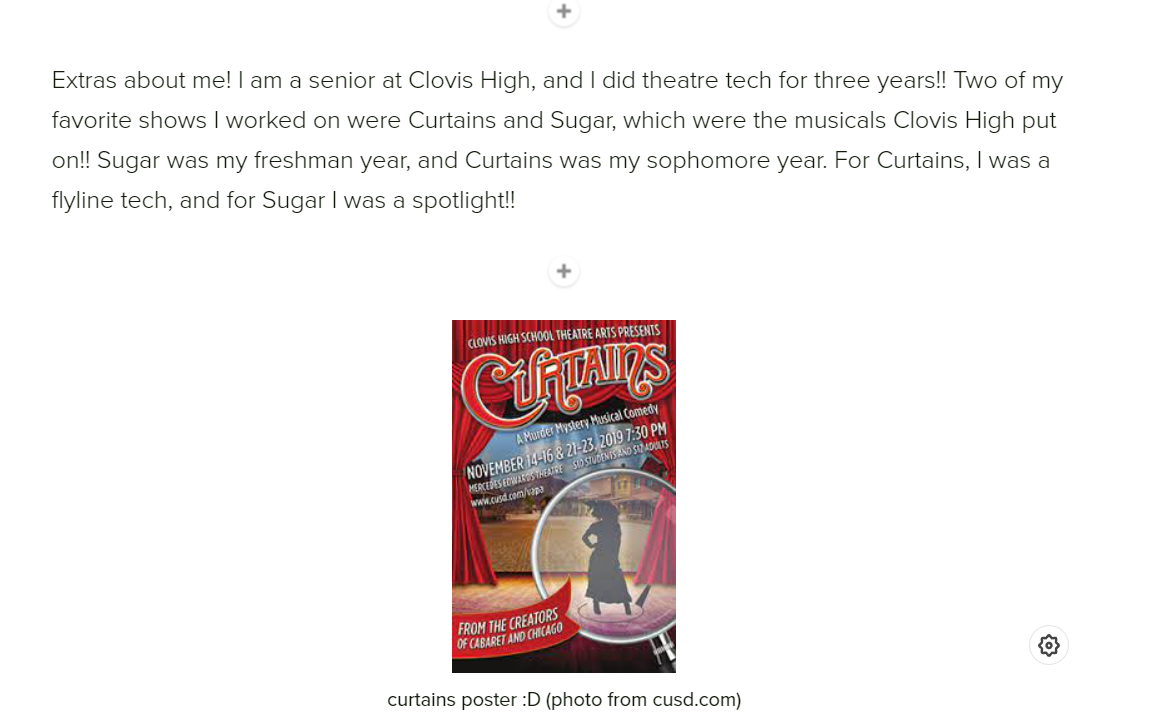 Extras about me! I am a senior at Clovis High, and I did theatre tech for three years!! Two of my
favorite shows I worked on were Curtains and Sugar, which were the musicals Clovis High put
on!! Sugar was my freshman year, and Curtains was my sophomore year. For Curtains, I was a
flyline tech, and for Sugar I was a spotlight!!
CLOVIS HIGH SCHOOL THEATRE ARTS PRESENTS
CURTAINS
A Murder Mystery Musical Comedy
NOVEMBER 14-16 & 21-23, 2019 7:30 PM
MERCEDES EDWARDS THEATRE $10 STUDENTS AND $12 ADULTS
www.cusd.com/vapa
FROM THE CREATORS
OF CABARET AND CHICAGO
curtains poster :D (photo from cusd.com)